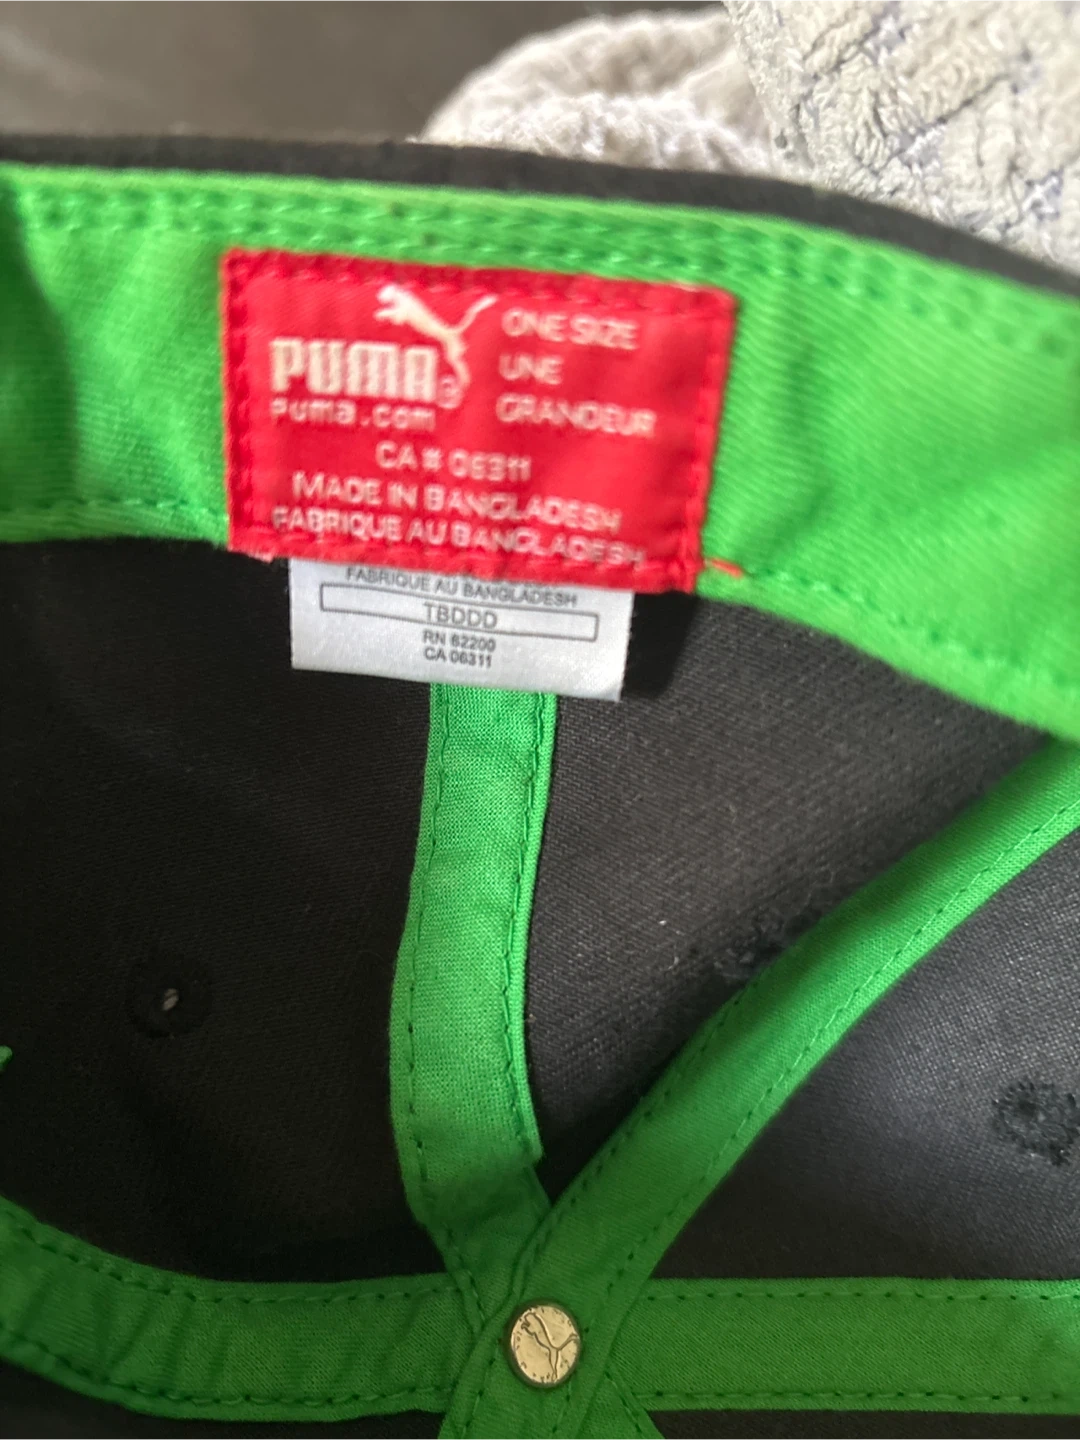 ONE SIZE
UNE
GRANDEUR
PUMA
Puma.com
CA # 06311
MADE IN BANGLADESH
FABRIQUE AU BANGLADESH
FABRIQUE AU BANGLADESH
TBDDD
RN 62200
CA 06311